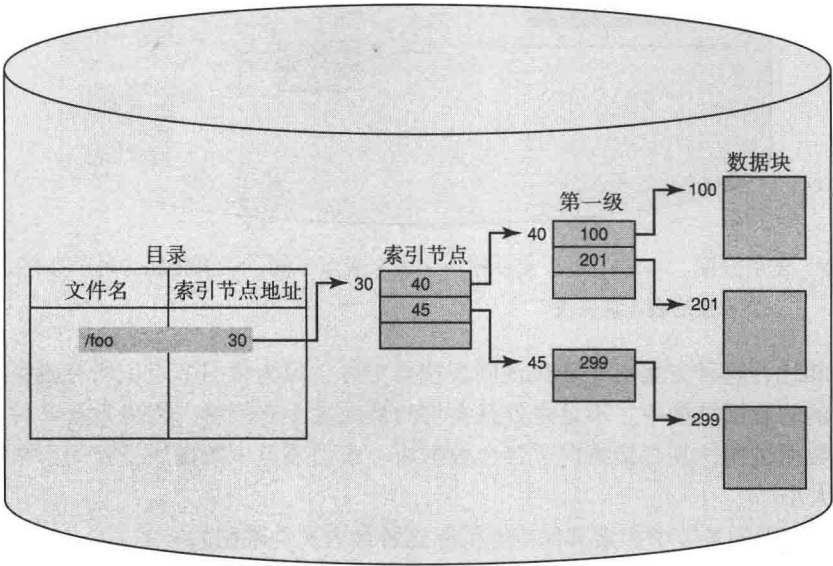 数据块
100
第一级
40 100
201
目录
索引节点
文件名 索引节点地址
30 40
201
45
/foo 30
45 299
299